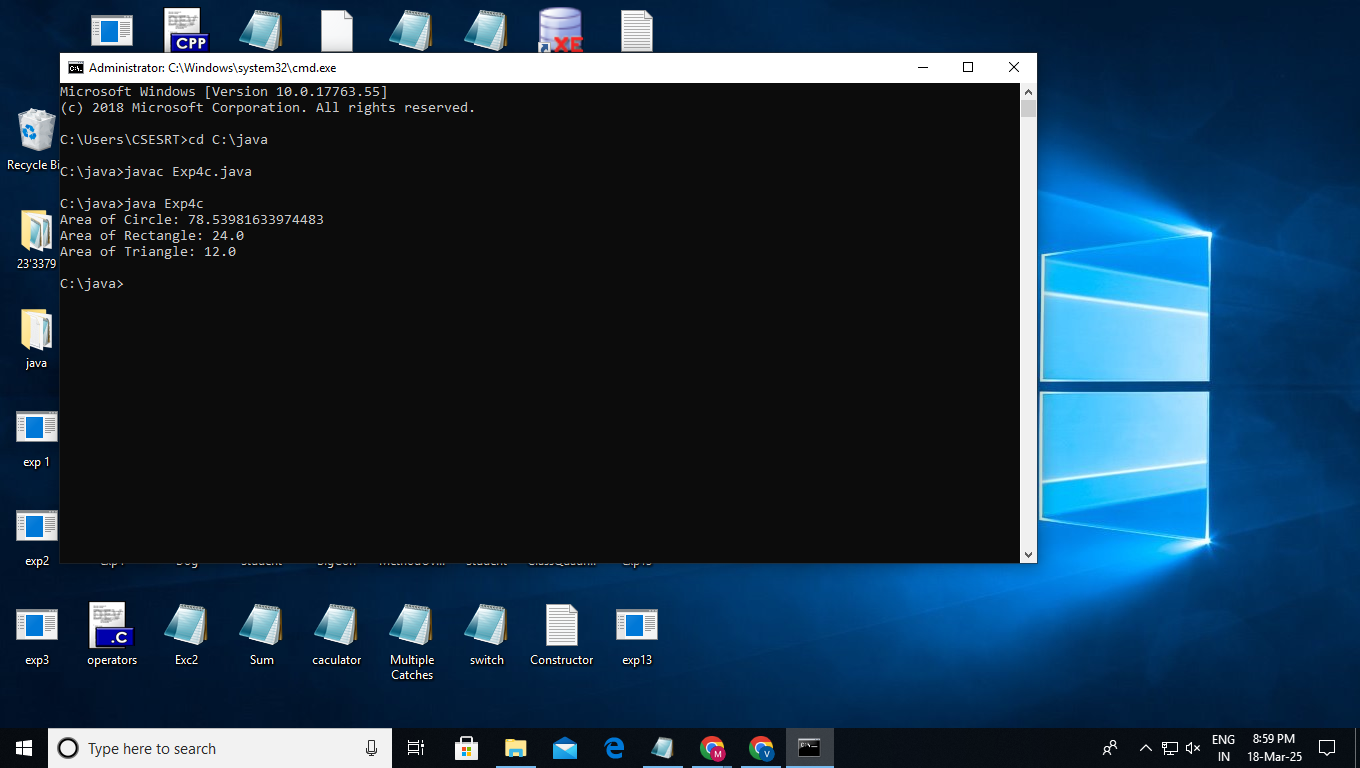 DEV
CPP
XE
Administrator: C:\Windows\system32\cmd.exe
Microsoft Windows [Version 10.0.17763.55]
(c) 2018 Microsoft Corporation. All rights reserved.
C:\Users\CSESRT>cd C:\java
C:\java>javac Exp4c.java
C:\java>java Exp4c
Area of Circle: 78.53981633974483
Area of Rectangle: 24.0
Area of Triangle: 12.0
C:\java>
Recycle Bi
23'3379
java
exp 1
exp2
DEV
.C
exp3
operators
Exc2
Sum
caculator
Multiple
Catches
switch
Constructor
exp13
Type here to search
M
V
ENG
IN
8:59 PM
18-Mar-25